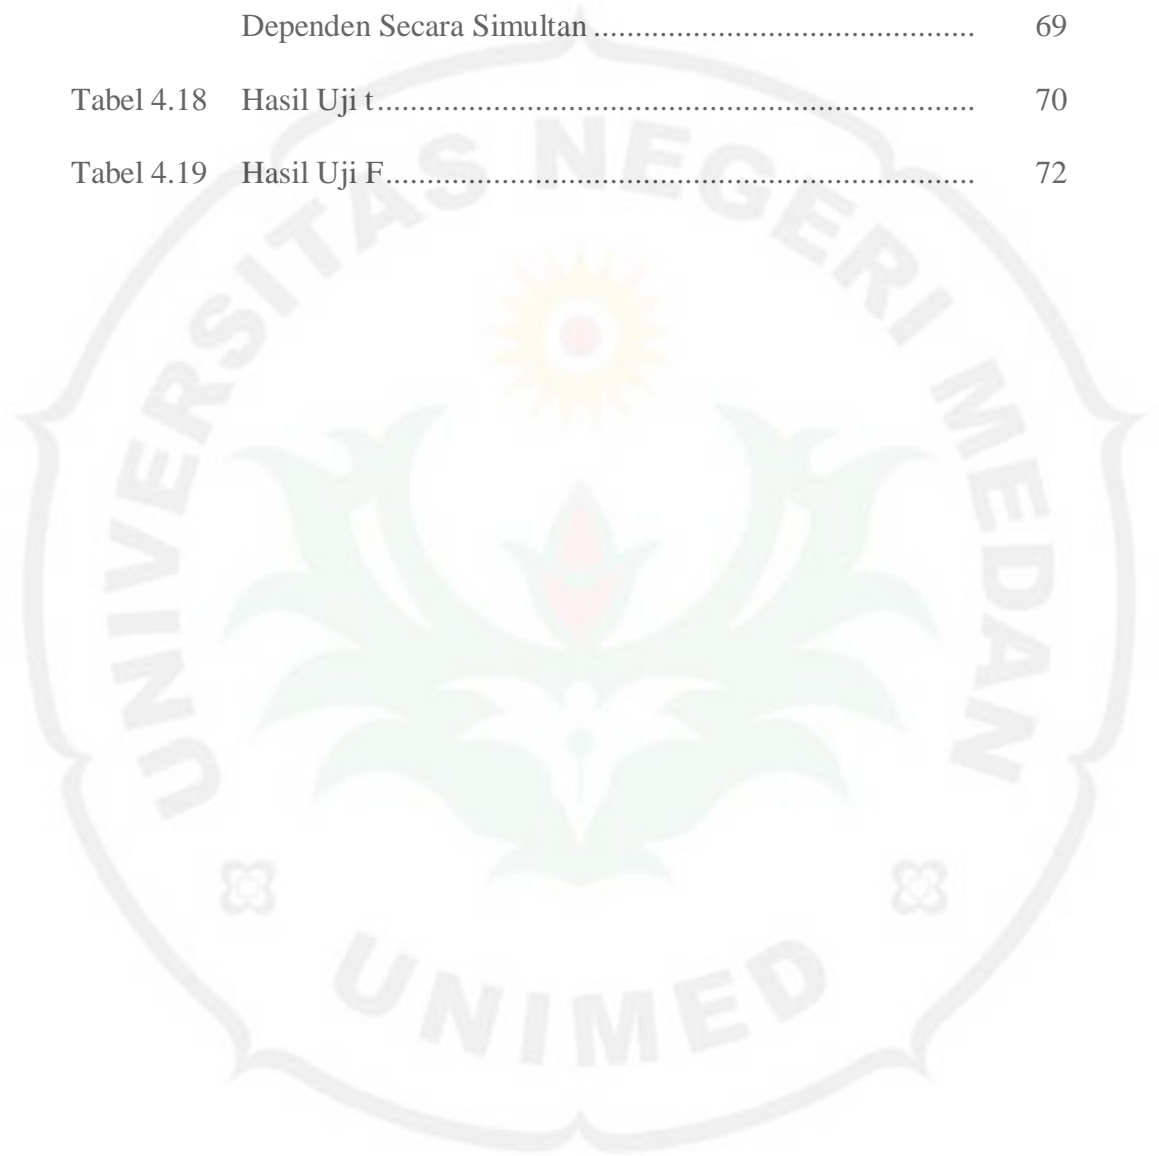 Dependen Secara Simultan ............................................. 69
Tabel 4.18 Hasil Uji t........................................................................ 70
Tabel 4.19 Hasil Uji F....................................................................... 72
UNIVERSITAS NEGERI MEDAN
UNIMED